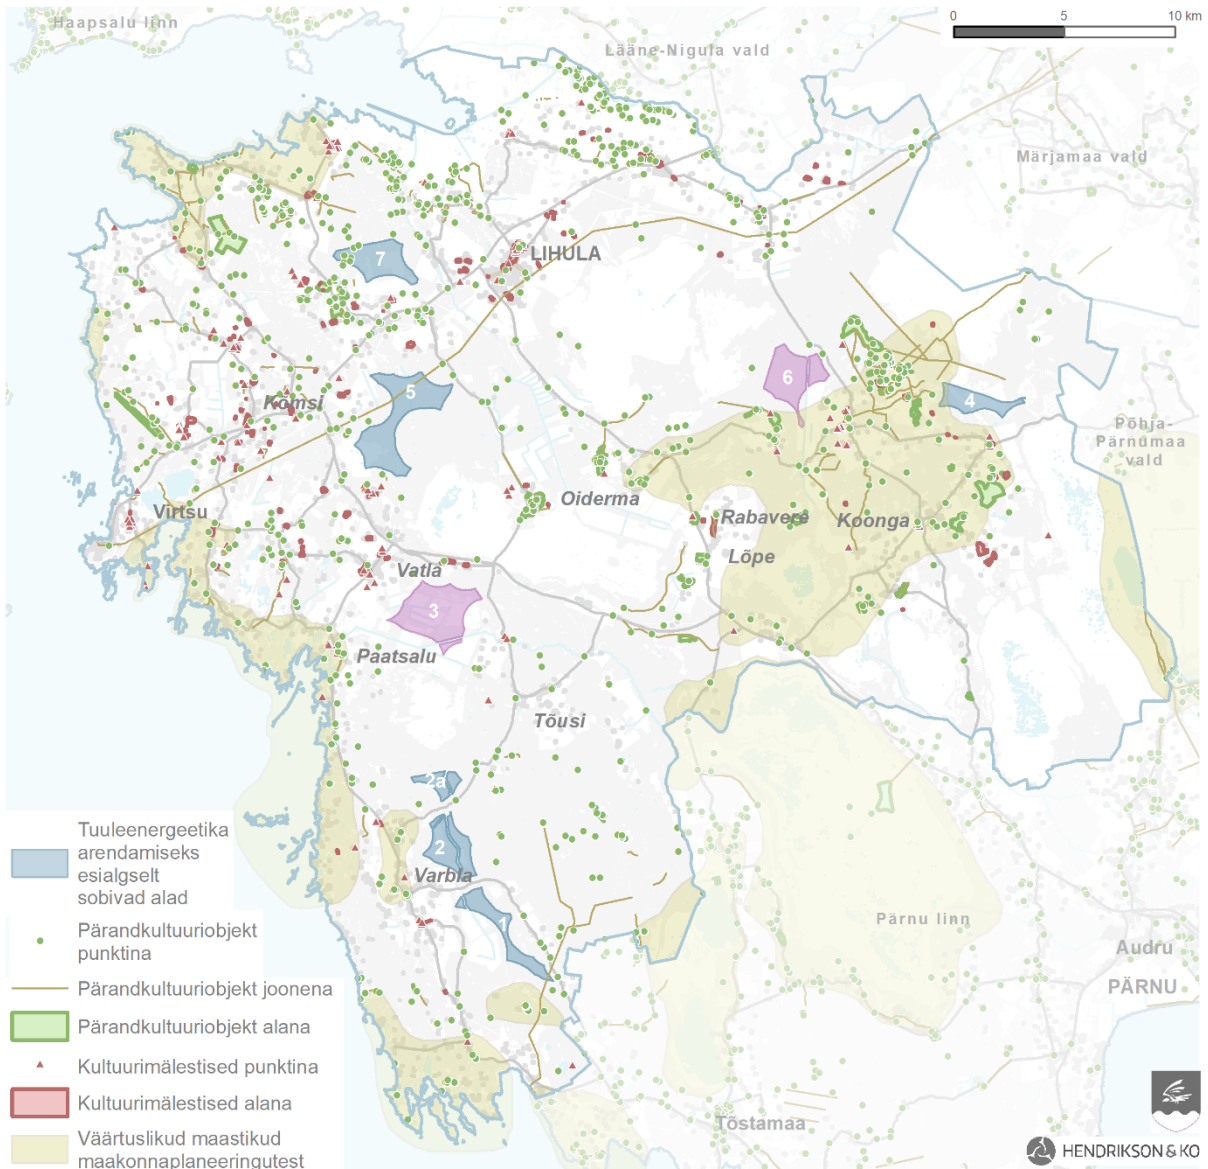 Haapsalu linn
Lääne-Nigula vald
0 5 10 km
Märjamaa vald
LIHULA
7
6
5
4
Kõmsi
Põhja-
Pärnumaa
vald
Virtsu
Oiderma
Rabavere
Koonga
Lõpe
Vatla
3
Paatsalu
Tõusi
2a
2
Varbla
1
Pärnu linn
Audru
PÄRNU
Tõstamaa
Tuuleenergeetika
arendamiseks
esialgselt
sobivad alad
Pärandkultuuriobjekt
punktina
Pärandkultuuriobjekt joonena
Pärandkultuuriobjekt alana
Kultuurimälestised punktina
Kultuurimälestised alana
Väärtuslikud maastikud
maakonnaplaneeringutest
HENDRIKSON & KO